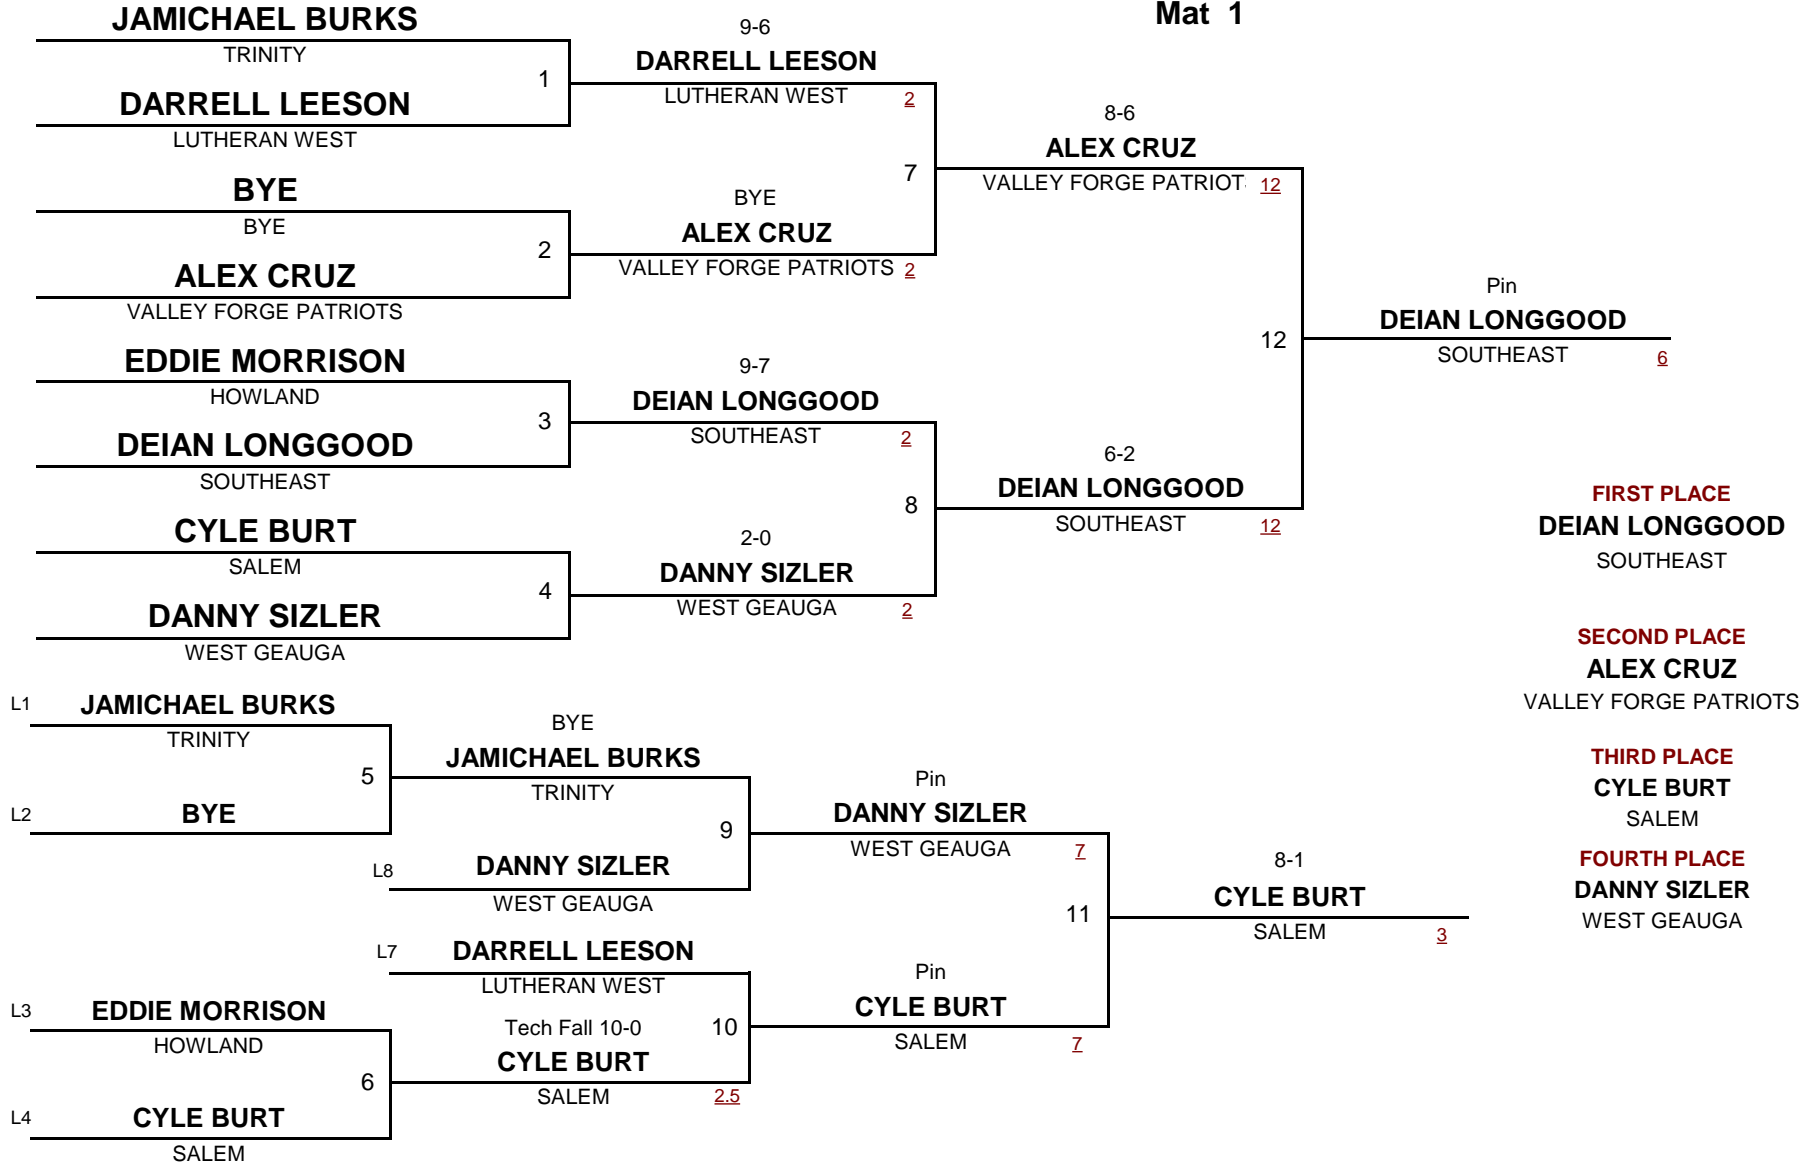 Mat 1
JAMICHAEL BURKS
TRINITY
1
DARRELL LEESON
LUTHERAN WEST
9-6
DARRELL LEESON
LUTHERAN WEST 2
BYE
BYE
2
ALEX CRUZ
VALLEY FORGE PATRIOTS
BYE
ALEX CRUZ
VALLEY FORGE PATRIOTS 2
7
8-6
ALEX CRUZ
VALLEY FORGE PATRIOT 12
EDDIE MORRISON
HOWLAND
3
DEIAN LONGGOOD
SOUTHEAST
9-7
DEIAN LONGGOOD
SOUTHEAST 2
CYLE BURT
SALEM
4
DANNY SIZLER
WEST GEAUGA
2-0
DANNY SIZLER
WEST GEAUGA 2
8
6-2
DEIAN LONGGOOD
SOUTHEAST 12
12
Pin
DEIAN LONGGOOD
SOUTHEAST 6
FIRST PLACE
DEIAN LONGGOOD
SOUTHEAST
SECOND PLACE
ALEX CRUZ
VALLEY FORGE PATRIOTS
THIRD PLACE
CYLE BURT
SALEM
FOURTH PLACE
DANNY SIZLER
WEST GEAUGA
L1 JAMICHAEL BURKS
TRINITY
5
L2 BYE
BYE
JAMICHAEL BURKS
TRINITY
9
L8 DANNY SIZLER
WEST GEAUGA
Pin
DANNY SIZLER
WEST GEAUGA 7
L7 DARRELL LEESON
LUTHERAN WEST
L3 EDDIE MORRISON
HOWLAND
6
L4 CYLE BURT
SALEM
Tech Fall 10-0
10
CYLE BURT
SALEM 2.5
Pin
CYLE BURT
SALEM 7
11
8-1
CYLE BURT
SALEM 3